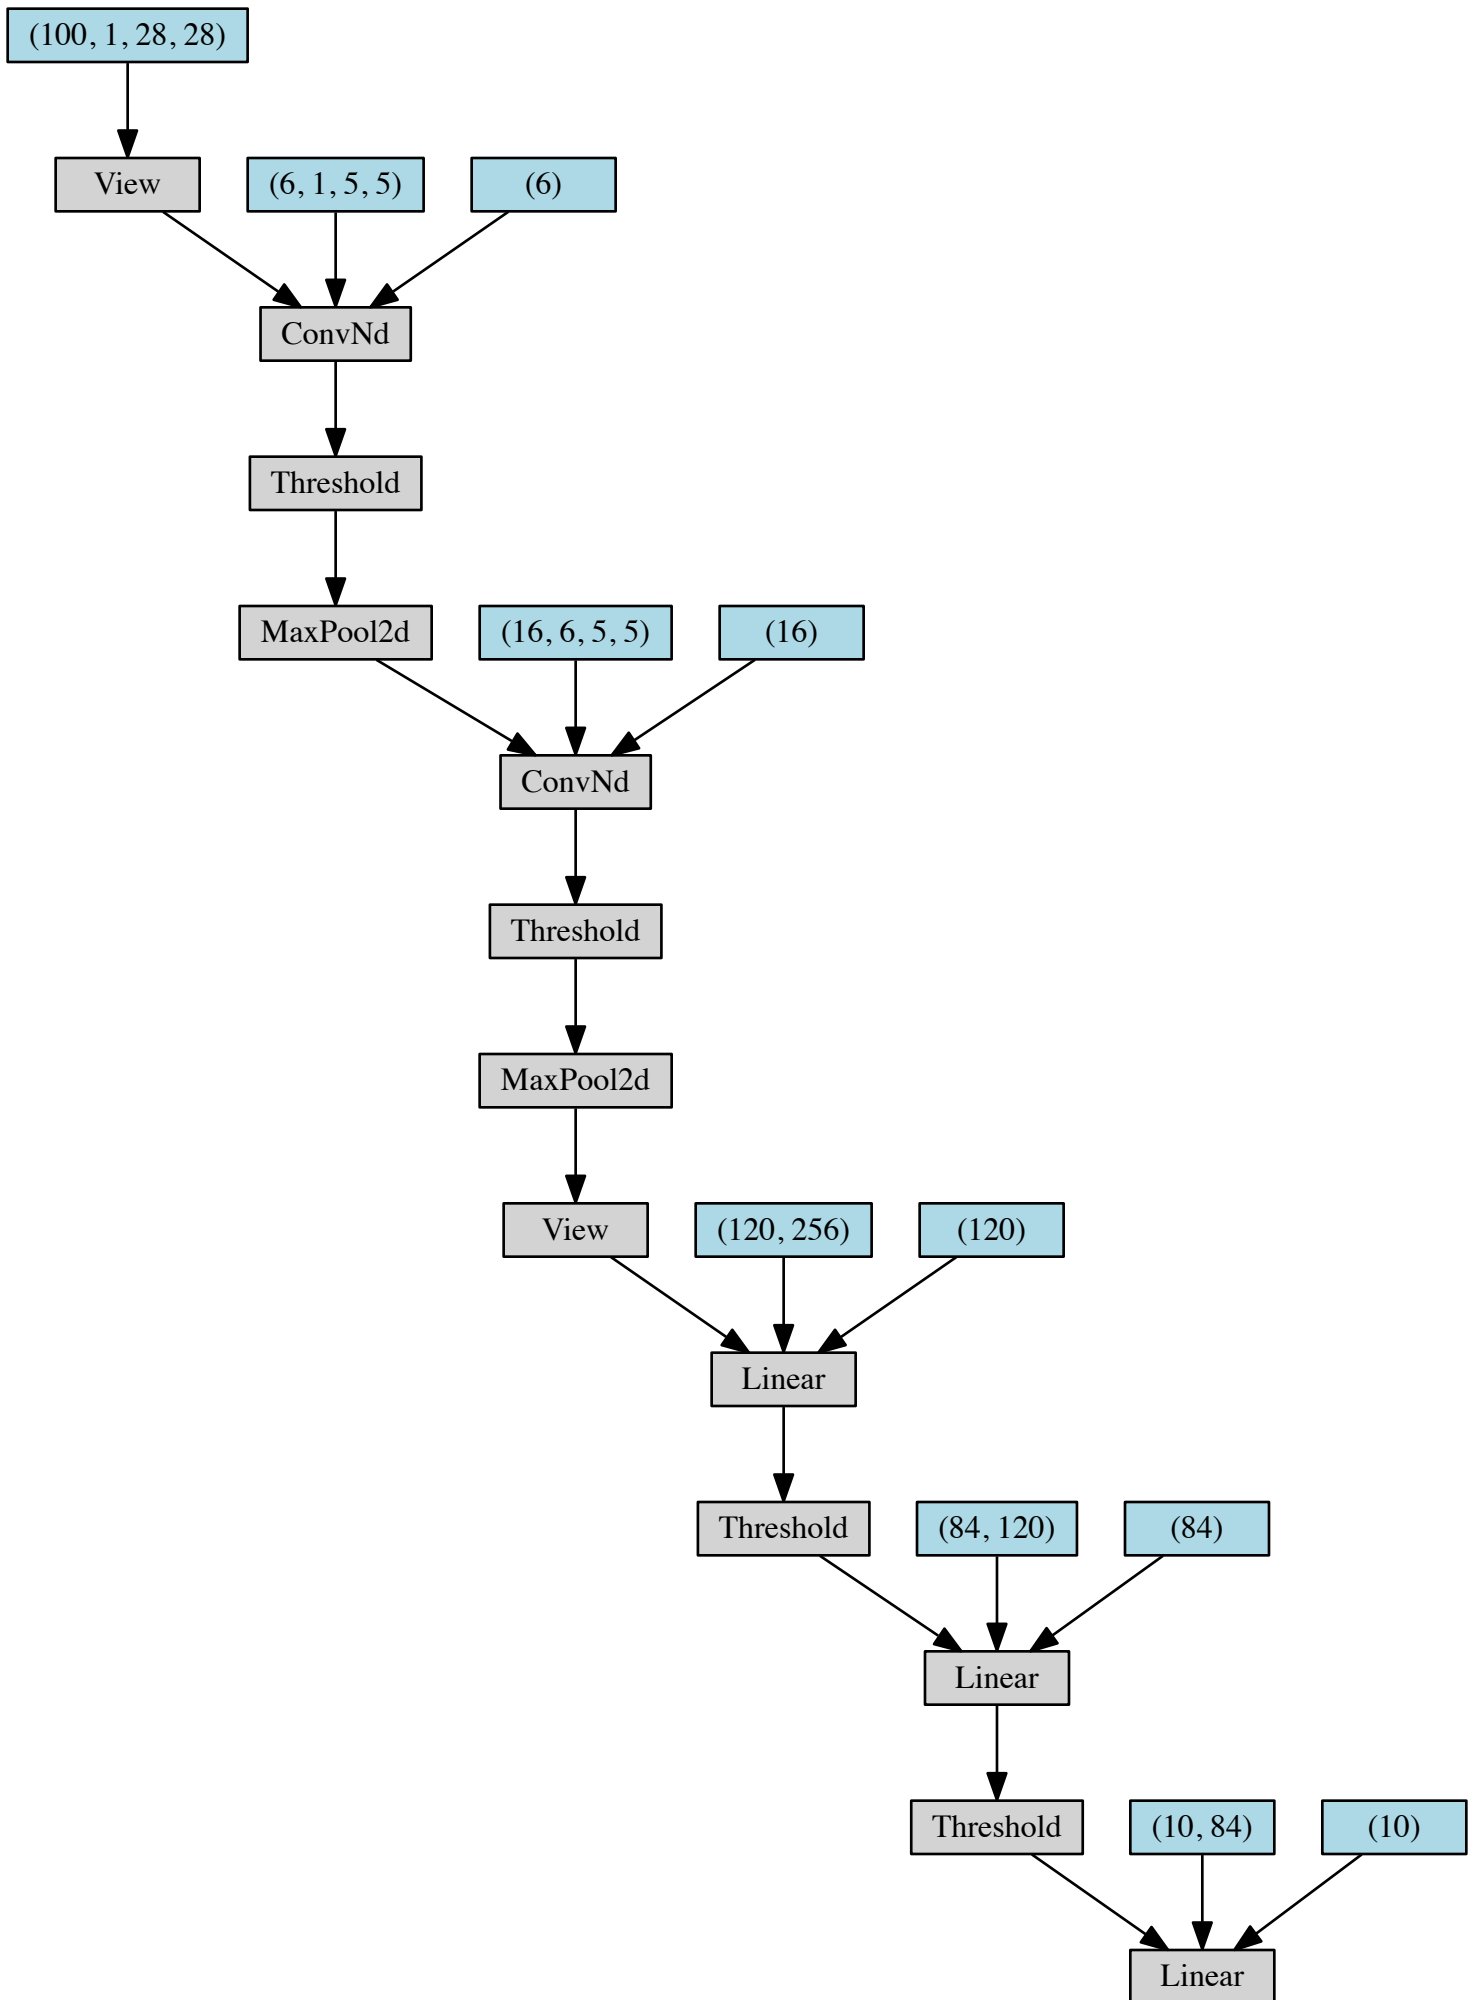 (100, 1, 28, 28)
View
(6, 1, 5, 5)
(6)
ConvNd
Threshold
MaxPool2d
(16, 6, 5, 5)
(16)
ConvNd
Threshold
MaxPool2d
View
(120, 256)
(120)
Linear
Threshold
(84, 120)
(84)
Linear
Threshold
(10, 84)
(10)
Linear